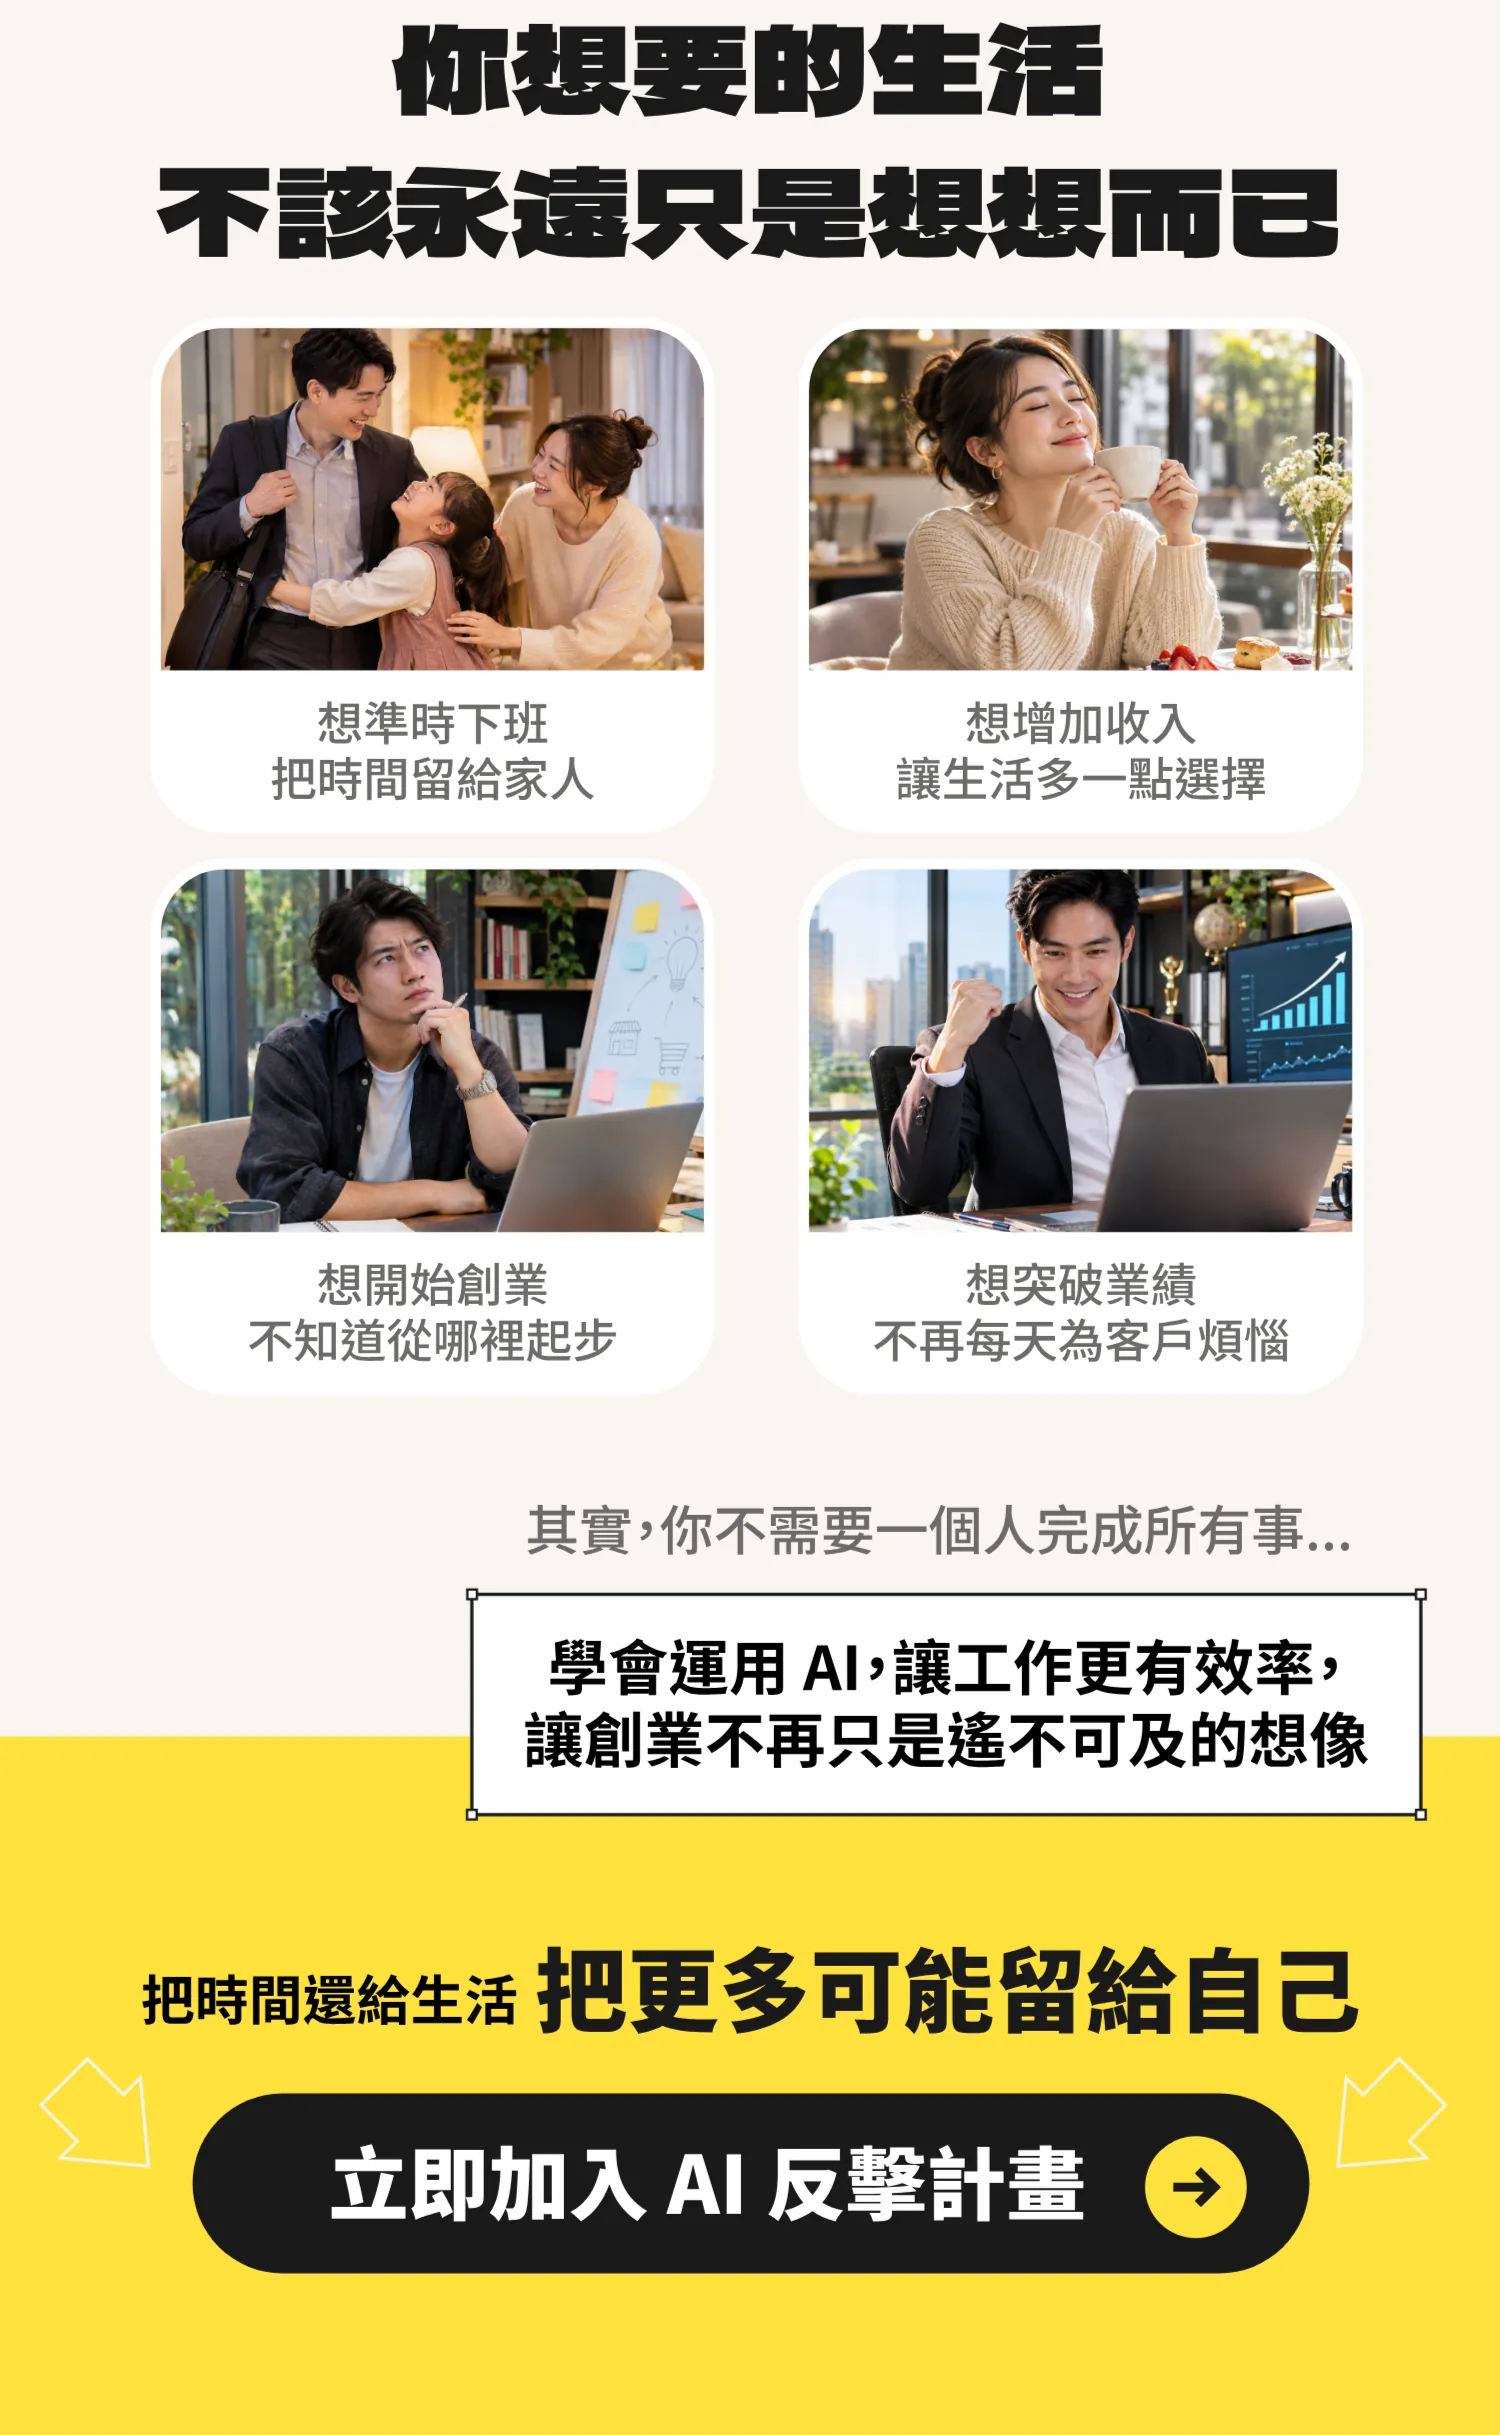 你想要的生活
不該永遠只是想想而已
想準時下班
把時間留給家人
想增加收入
讓生活多一點選擇
想開始創業
不知道從哪裡起步
想突破業績
不再每天為客戶煩惱
其實，你不需要一個人完成所有事...
學會運用 AI，讓工作更有效率，
讓創業不再只是遙不可及的想像
把時間還給生活 把更多可能留給自己
立即加入 AI 反擊計畫